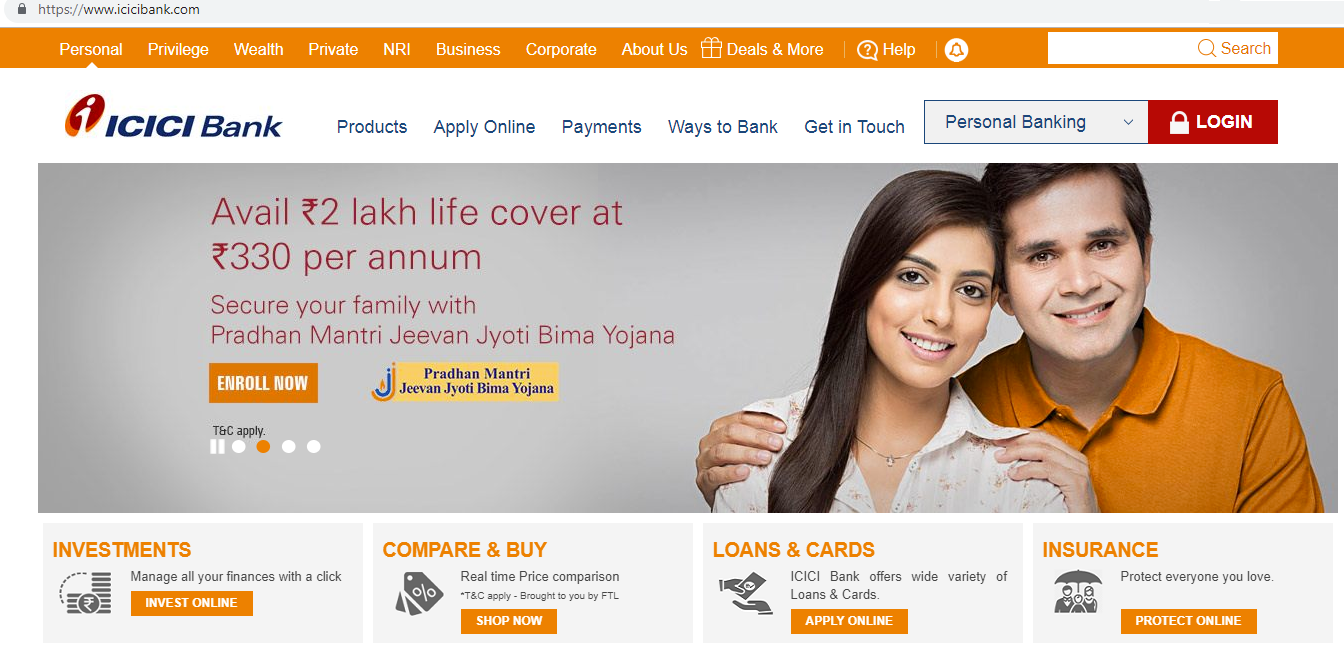 https://www.icicibank.com
Personal Privilege Wealth Private NRI Business Corporate About Us Deals & More Help Search
ICICI Bank
Products Apply Online Payments Ways to Bank Get in Touch Personal Banking LOGIN
Avail ₹2 lakh life cover at
₹330 per annum
Secure your family with
Pradhan Mantri Jeevan Jyoti Bima Yojana
ENROLL NOW
Pradhan Mantri
Jeevan Jyoti Bima Yojana
T&C apply.
INVESTMENTS
Manage all your finances with a click
INVEST ONLINE
COMPARE & BUY
Real time Price comparison
*T&C apply - Brought to you by FTL
SHOP NOW
LOANS & CARDS
ICICI Bank offers wide variety of
Loans & Cards.
APPLY ONLINE
INSURANCE
Protect everyone you love.
PROTECT ONLINE